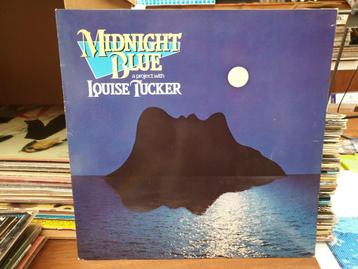 MIDNIGHT
BLUE
a project with
LOUISE TUCKER